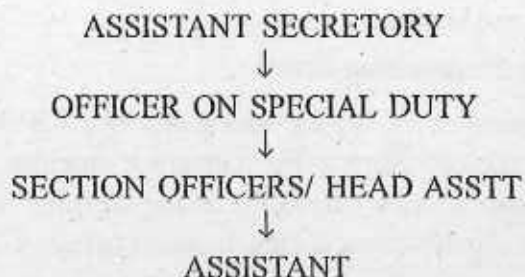 ASSISTANT SECRETORY
↓
OFFICER ON SPECIAL DUTY
↓
SECTION OFFICERS/ HEAD ASSTT
↓
ASSISTANT